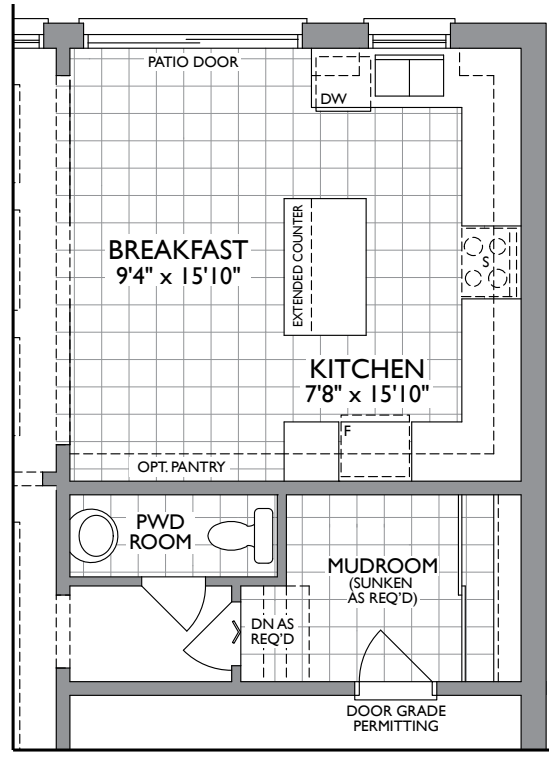 PATIO DOOR
DW
BREAKFAST
9'4" x 15'10"
EXTENDED COUNTER
S
KITCHEN
7'8" x 15'10"
F
OPT. PANTRY
PWD
ROOM
MUDROOM
(SUNKEN
AS REQ'D)
DN AS
REQ'D
DOOR GRADE
PERMITTING